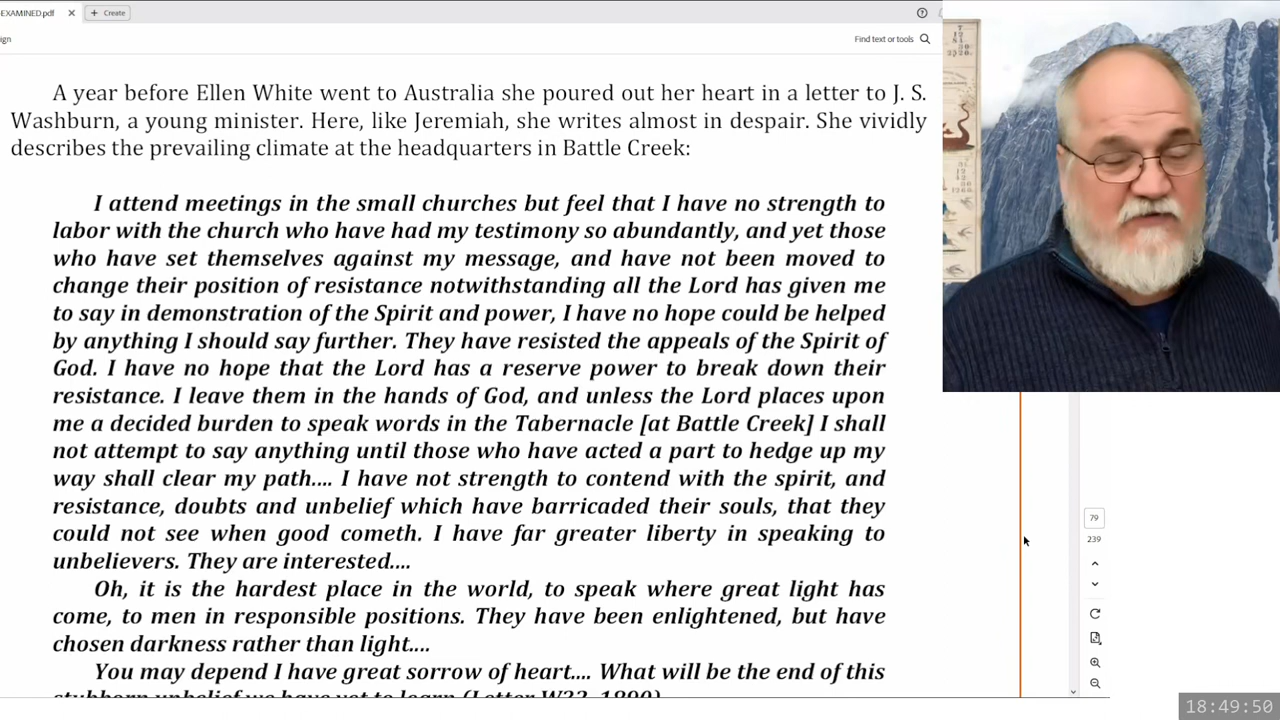 -EXAMINED.pdf
Create
ign
Find text or tools
A year before Ellen White went to Australia she poured out her heart in a letter to J. S.
Washburn, a young minister. Here, like Jeremiah, she writes almost in despair. She vividly
describes the prevailing climate at the headquarters in Battle Creek:
I attend meetings in the small churches but feel that I have no strength to
labor with the church who have had my testimony so abundantly, and yet those
who have set themselves against my message, and have not been moved to
change their position of resistance notwithstanding all the Lord has given me
to say in demonstration of the Spirit and power, I have no hope could be helped
by anything I should say further. They have resisted the appeals of the Spirit of
God. I have no hope that the Lord has a reserve power to break down their
resistance. I leave them in the hands of God, and unless the Lord places upon
me a decided burden to speak words in the Tabernacle [at Battle Creek] I shall
not attempt to say anything until those who have acted a part to hedge up my
way shall clear my path.... I have not strength to contend with the spirit, and
resistance, doubts and unbelief which have barricaded their souls, that they
could not see when good cometh. I have far greater liberty in speaking to
unbelievers. They are interested....
Oh, it is the hardest place in the world, to speak where great light has
come, to men in responsible positions. They have been enlightened, but have
chosen darkness rather than light....
You may depend I have great sorrow of heart.... What will be the end of this
stubborn unbelief we have yet to learn (Letter W32, 1890).
79
239
18:49:50